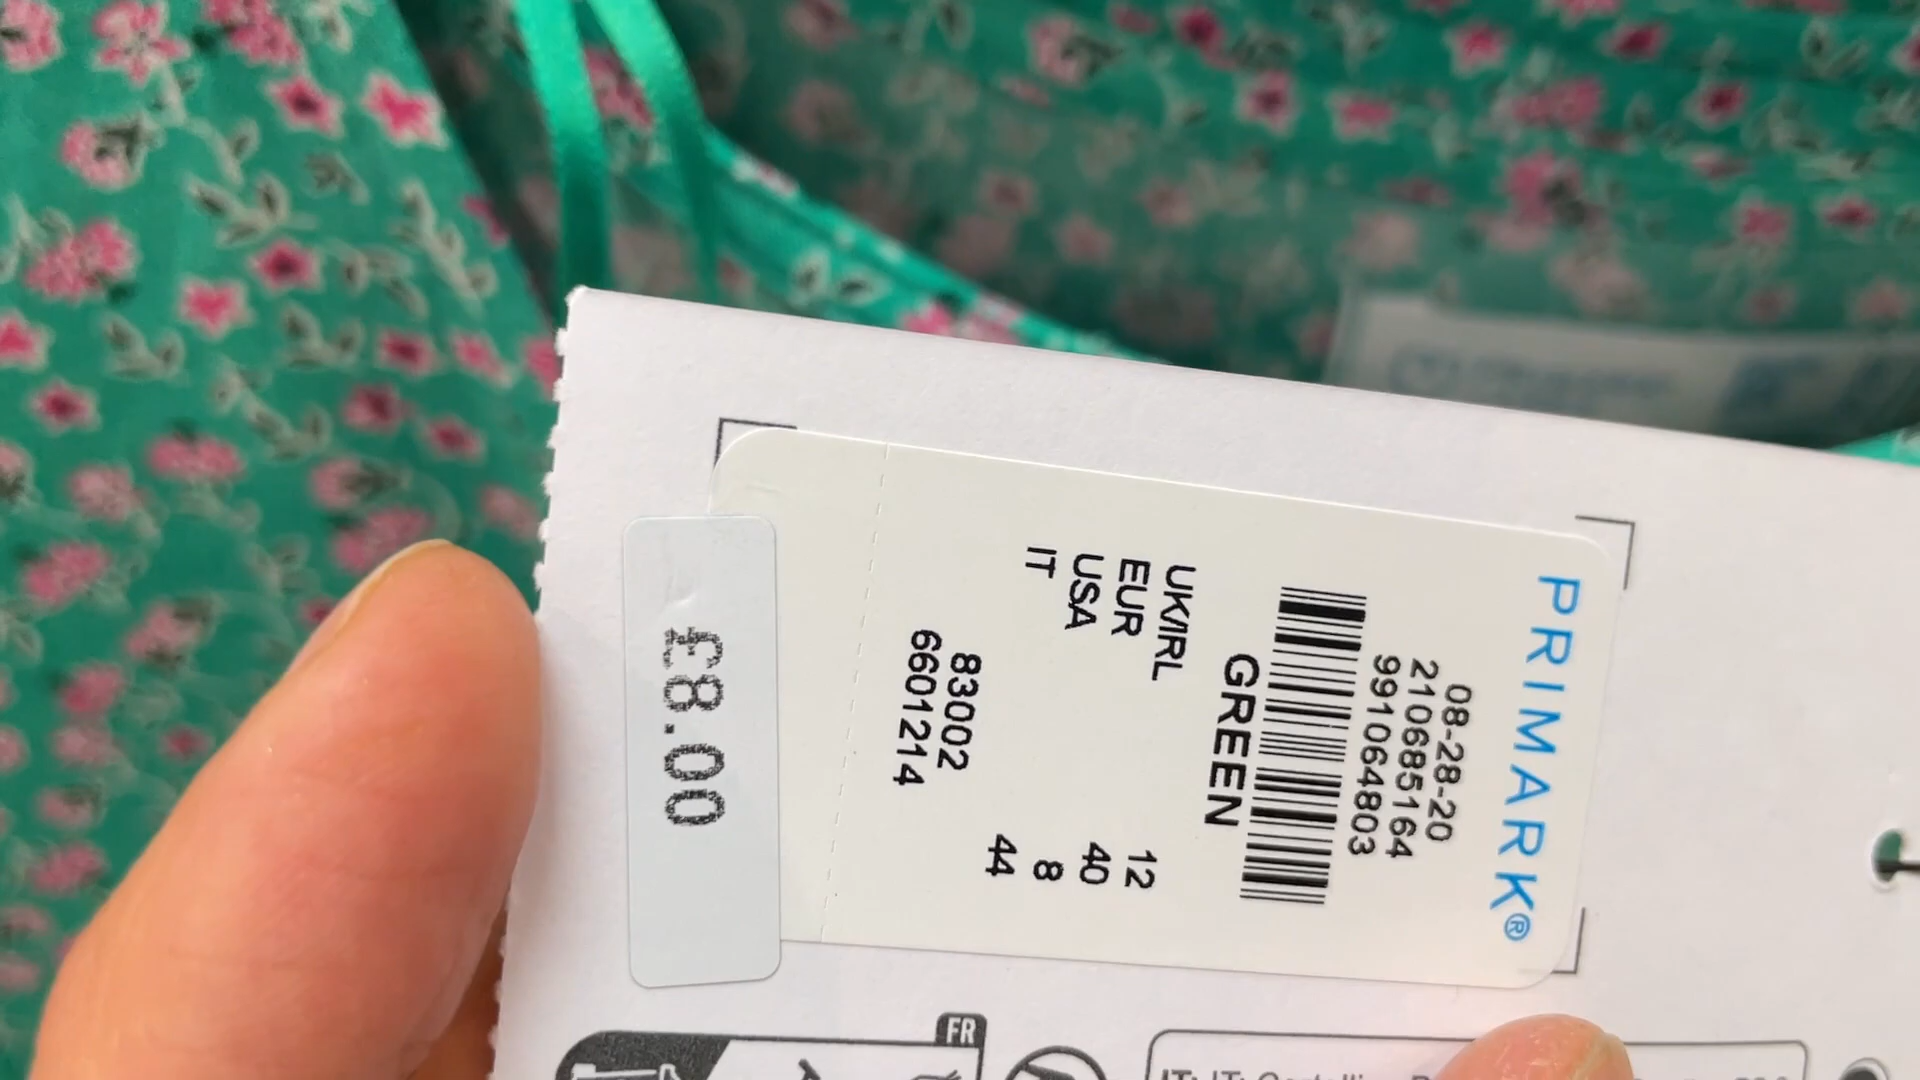 PRIMARK®
08-28-20
210685164
991064803
GREEN
UK/IRL 12
EUR 40
USA 8
IT 44
83002
6601214
£8.00
FR